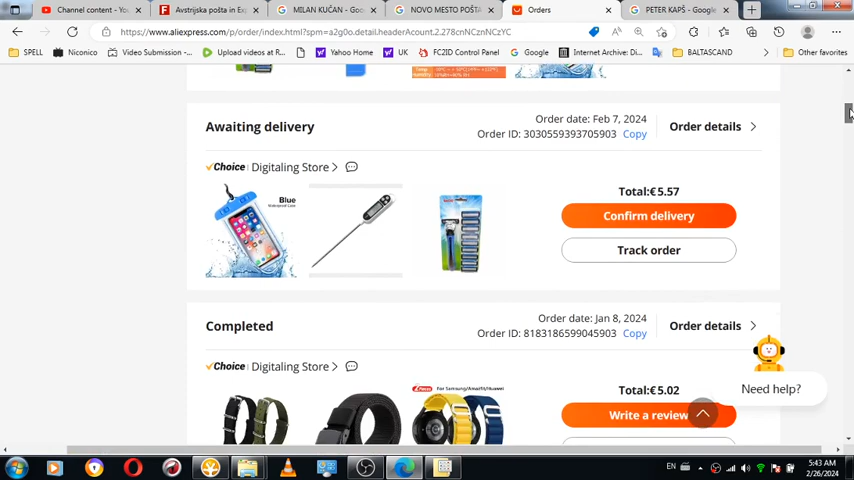 Channel content - You
Avstrijska pošta in Ev
MILAN KUČAN - Goo
NOVO MESTO POŠTA
Orders
PETER KAPŠ - Google
https://www.aliexpress.com/p/order/index.html?spm=a2g0o.detail.headerAcount.2.278cnNCznNCzYC
SPELL
Niconico
Video Submission -...
Upload videos at R...
Yahoo Home
UK
FC2ID Control Panel
Google
Internet Archive: Di...
BALTASCAND
Other favorites
Awaiting delivery
Order date: Feb 7, 2024
Order ID: 3030559393705903 Copy
Order details
Choice
Digitaling Store
Blue
Total:€5.57
Confirm delivery
Track order
Completed
Order date: Jan 8, 2024
Order ID: 8183186599045903 Copy
Order details
Choice
Digitaling Store
For Samsung/Amazfit/Huawei
Total:€5.02
Write a review
Need help?
EN
5:43 AM
2/26/2024